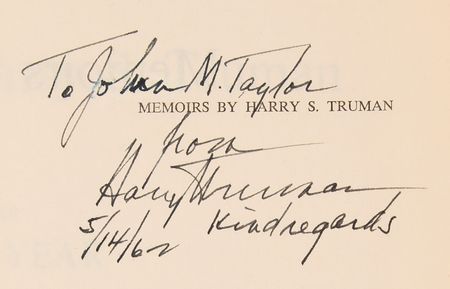 To John M. Taylor
MEMOIRS BY HARRY S. TRUMAN
from
Harry Truman
Kind regards
5/14/62